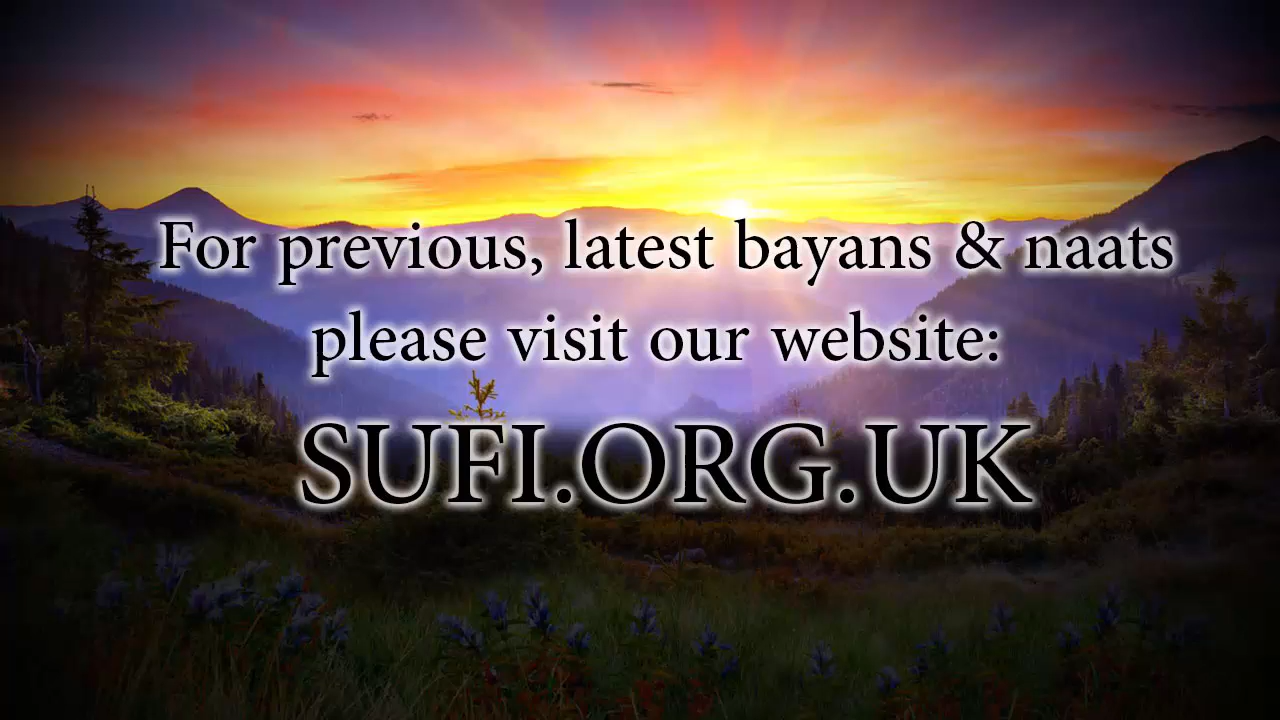 For previous, latest bayans & naats
please visit our website:
SUFI.ORG.UK